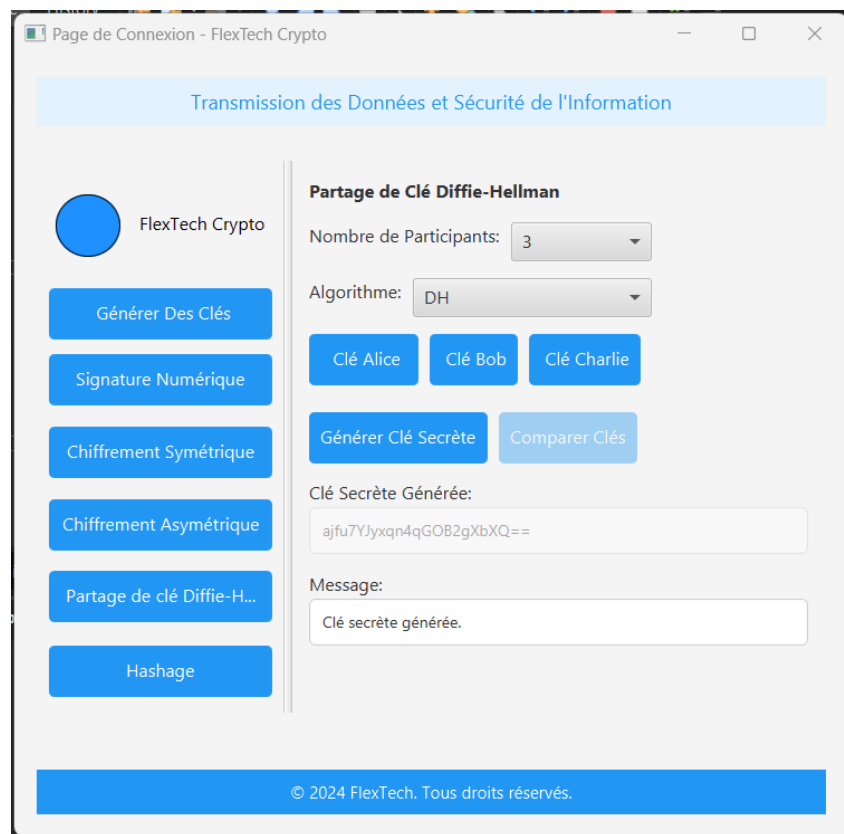 Page de Connexion - FlexTech Crypto
Transmission des Données et Sécurité de l'Information
FlexTech Crypto
Générer Des Clés
Signature Numérique
Chiffrement Symétrique
Chiffrement Asymétrique
Partage de clé Diffie-H...
Hashage
Partage de Clé Diffie-Hellman
Nombre de Participants: 3
Algorithme: DH
Clé Alice Clé Bob Clé Charlie
Générer Clé Secrète Comparer Clés
Clé Secrète Générée:
ajfu7YJyxqn4qGOB2gXbXQ==
Message:
Clé secrète générée.
© 2024 FlexTech. Tous droits réservés.